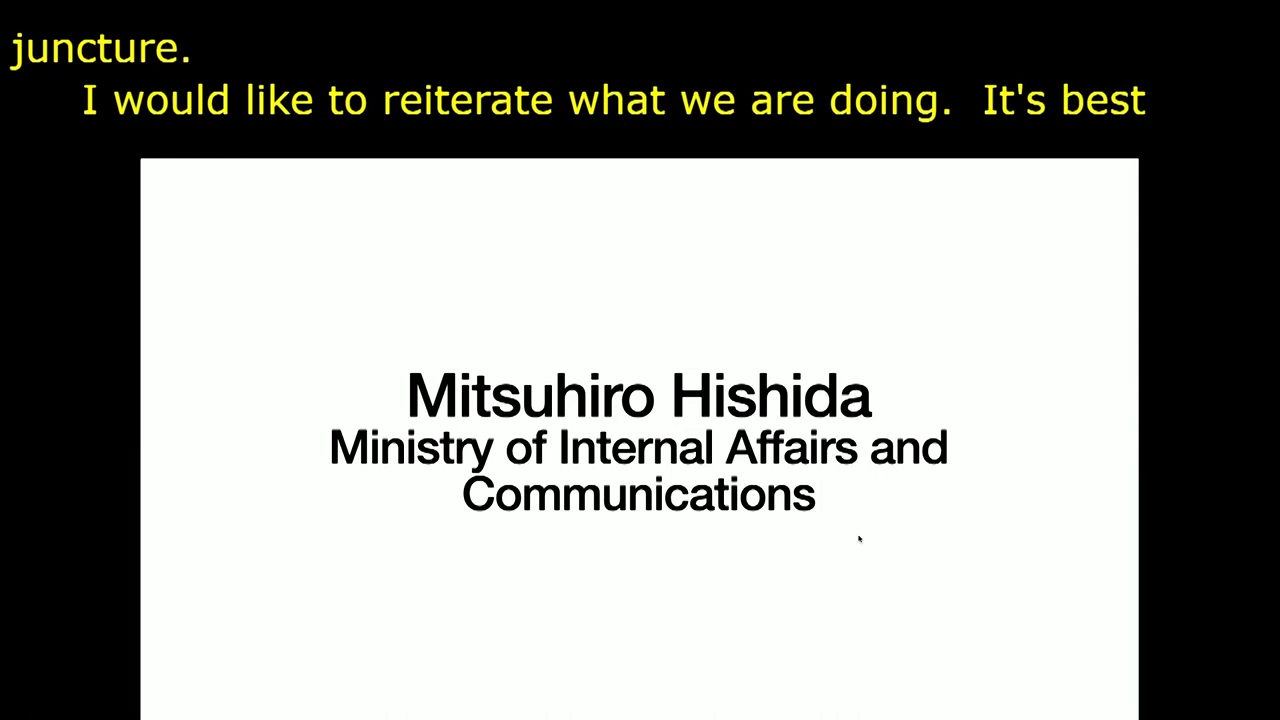 juncture.
I would like to reiterate what we are doing.  It's best
Mitsuhiro Hishida
Ministry of Internal Affairs and
Communications